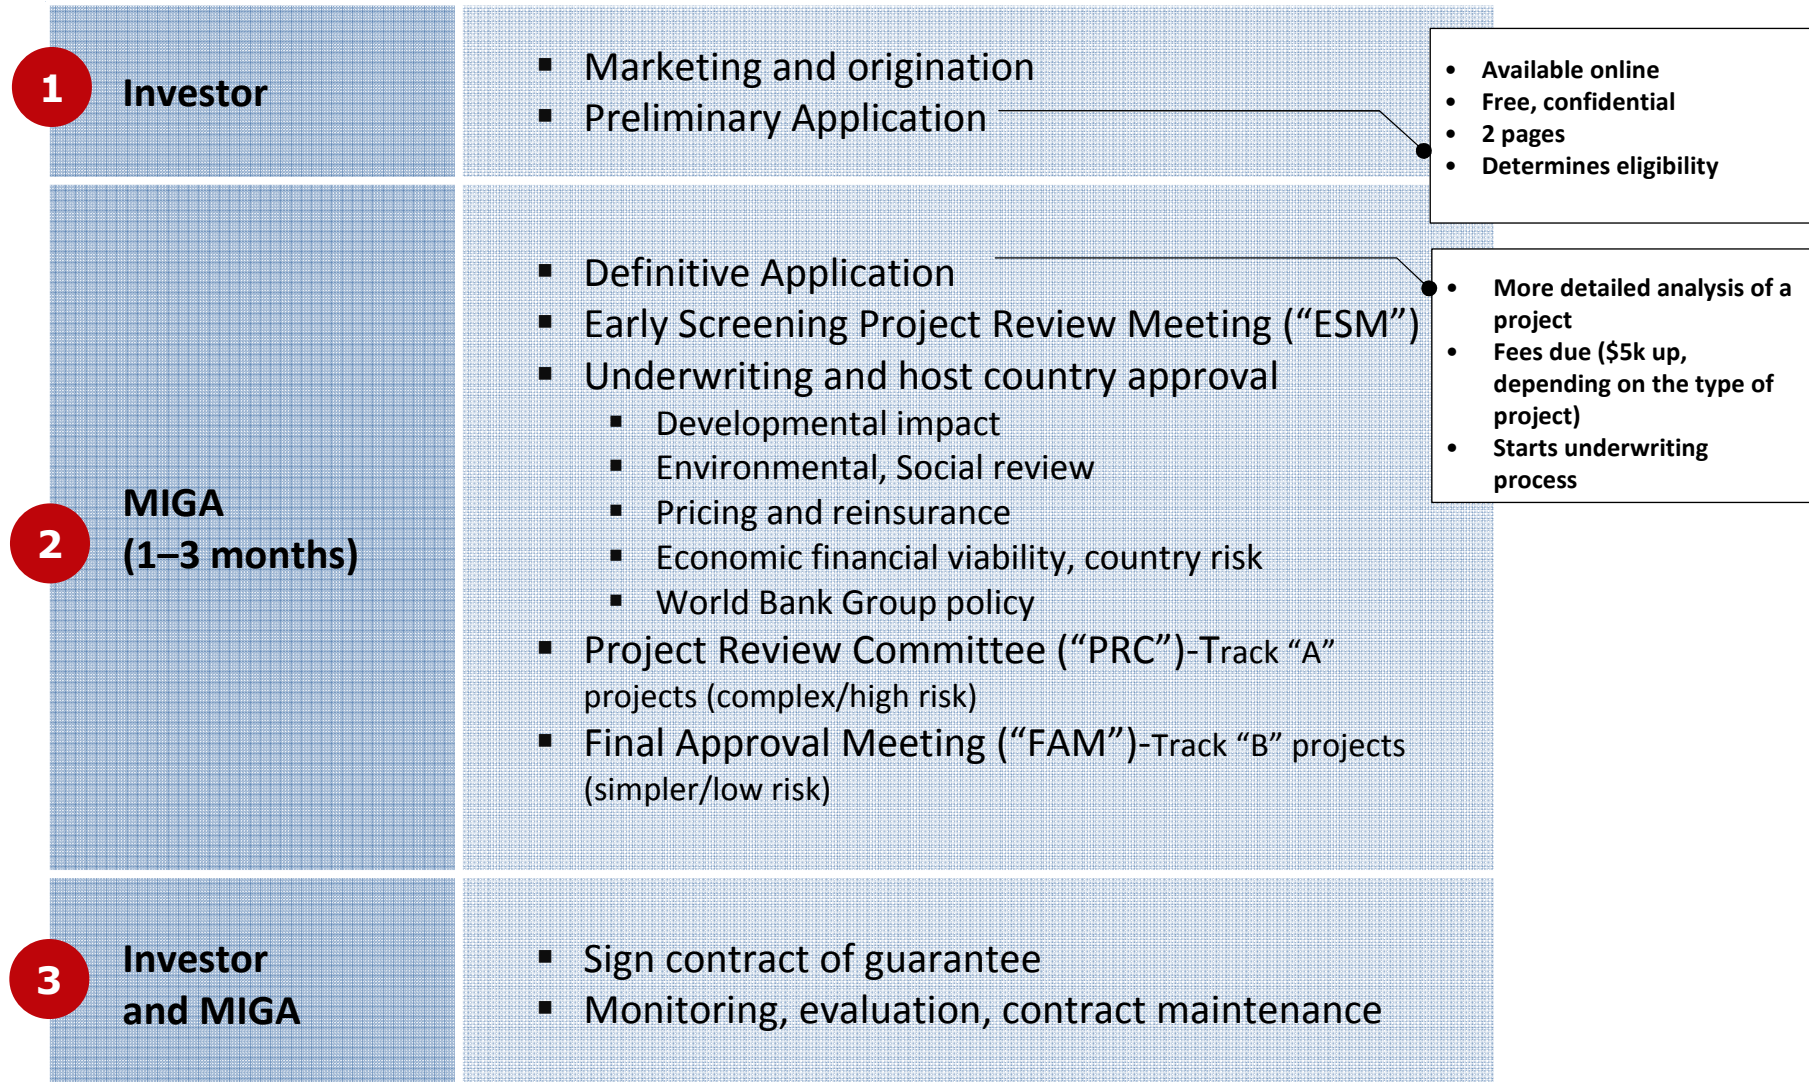 1
Investor
▪ Marketing and origination
▪ Preliminary Application
• Available online
• Free, confidential
• 2 pages
• Determines eligibility
2
MIGA
(1–3 months)
▪ Definitive Application
▪ Early Screening Project Review Meeting (“ESM”)
▪ Underwriting and host country approval
▪ Developmental impact
▪ Environmental, Social review
▪ Pricing and reinsurance
▪ Economic financial viability, country risk
▪ World Bank Group policy
▪ Project Review Committee (“PRC”)-Track “A”
projects (complex/high risk)
▪ Final Approval Meeting (“FAM”)-Track “B” projects
(simpler/low risk)
• More detailed analysis of a
project
• Fees due ($5k up,
depending on the type of
project)
• Starts underwriting
process
3
Investor
and MIGA
▪ Sign contract of guarantee
▪ Monitoring, evaluation, contract maintenance